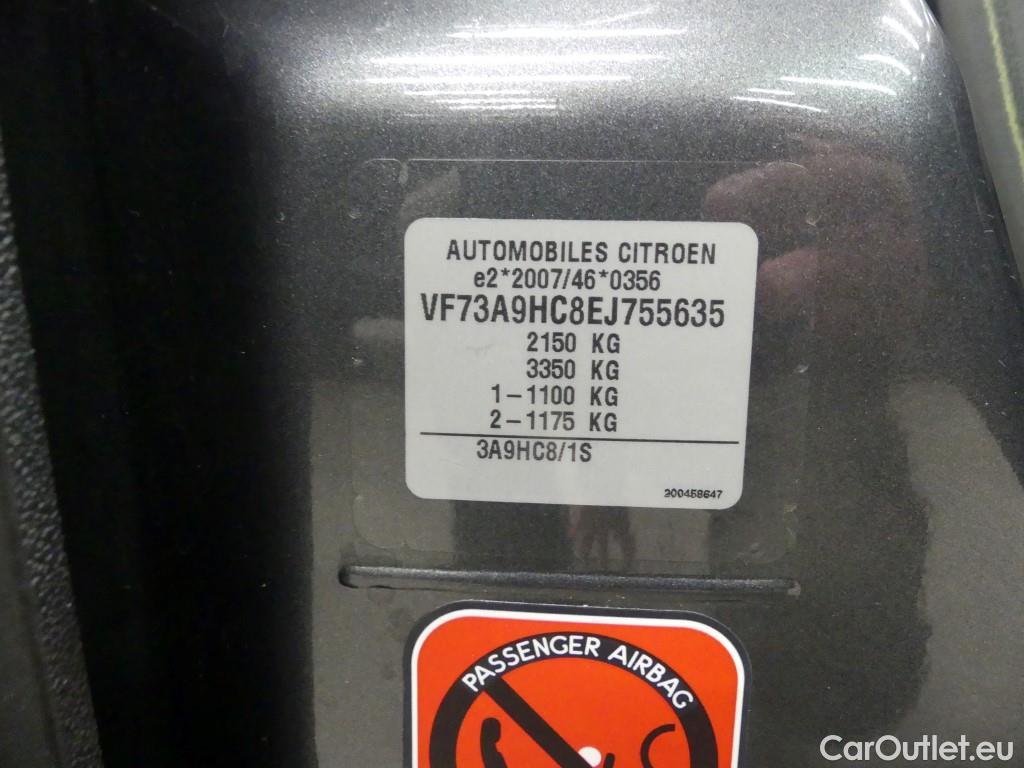 AUTOMOBILES CITROEN
e2*2007/46*0356
VF73A9HC8EJ755635
2150 KG
3350 KG
1-1100 KG
2-1175 KG
3A9HC8/1S
200458647
PASSENGER AIRBAG
CarOutlet.eu